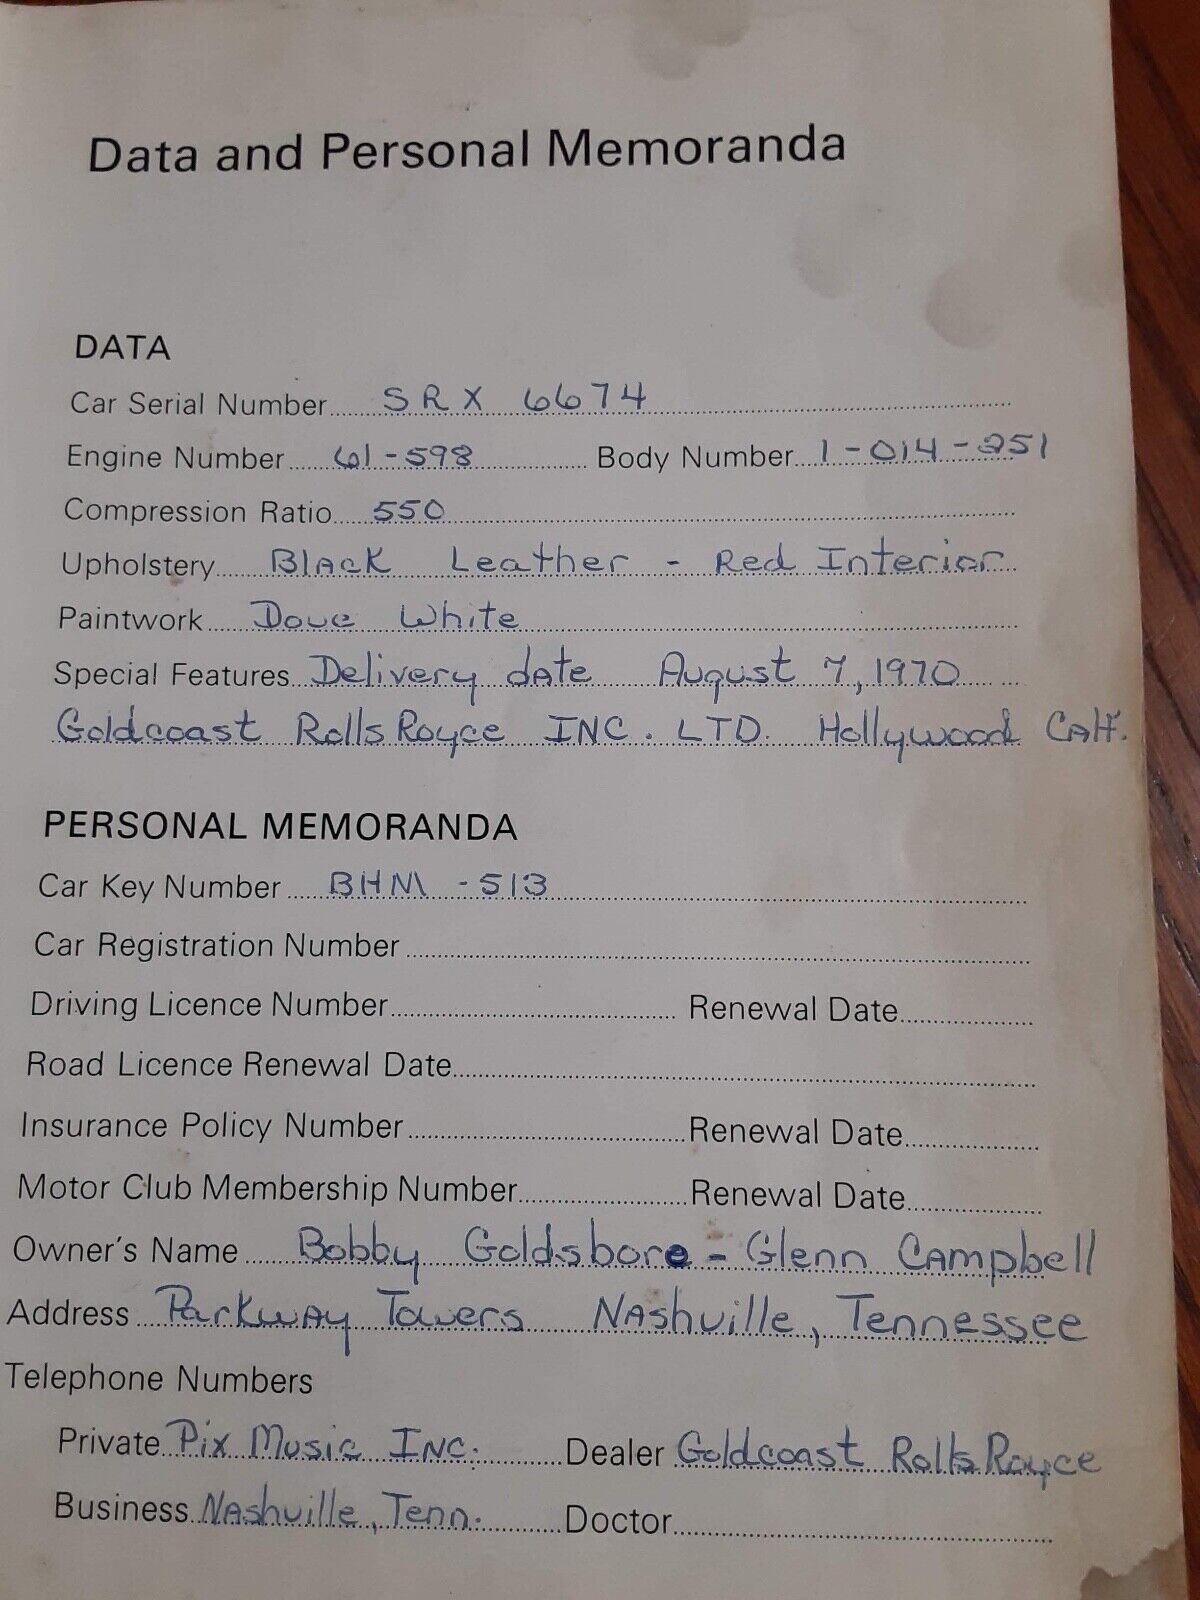 Data and Personal Memoranda
DATA
Car Serial Number SRX 6674
Engine Number 61-598 Body Number 1-014-251
Compression Ratio 550
Upholstery Black Leather - Red Interior
Paintwork Dove White
Special Features Delivery date August 7, 1970
Goldcoast Rolls Royce INC. LTD. Hollywood Calif.
PERSONAL MEMORANDA
Car Key Number BHM -513
Car Registration Number
Driving Licence Number Renewal Date
Road Licence Renewal Date
Insurance Policy Number Renewal Date
Motor Club Membership Number Renewal Date
Owner's Name Bobby Goldsboro - Glenn Campbell
Address Parkway Towers Nashville, Tennessee
Telephone Numbers
Private Pix Music Inc. Dealer Goldcoast Rolls Royce
Business Nashville, Tenn. Doctor